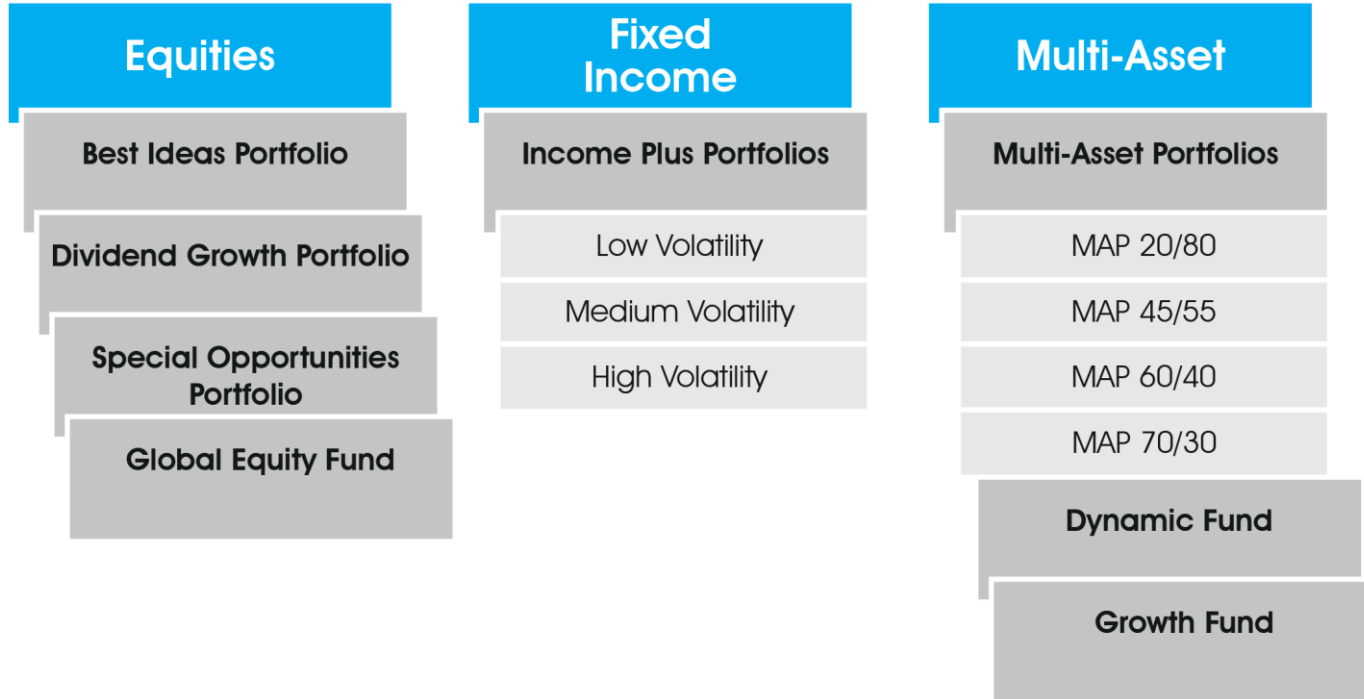 Equities
Best Ideas Portfolio
Dividend Growth Portfolio
Special Opportunities
Portfolio
Global Equity Fund
Fixed
Income
Income Plus Portfolios
Low Volatility
Medium Volatility
High Volatility
Multi-Asset
Multi-Asset Portfolios
MAP 20/80
MAP 45/55
MAP 60/40
MAP 70/30
Dynamic Fund
Growth Fund